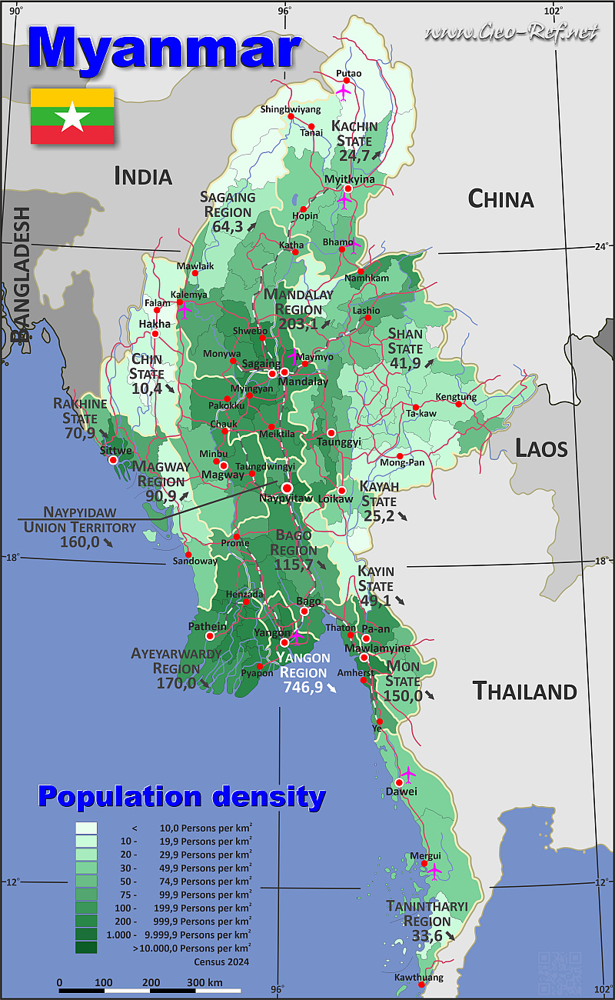 90°
96°
102°
www.Geo-Ref.net
Myanmar
Putao
Shingbwiyang
Tanai
KACHIN
STATE
24,7
INDIA
Myitkyina
SAGAING
REGION
64,3
CHINA
Hopin
BANGLADESH
Katha
Bhamo
24°
Mawlaik
Namhkam
Kalemya
MANDALAY
REGION
203,1
Falam
Hakha
Lashio
Shwebo
SHAN
STATE
41,9
Monywa
Sagaing
Maymyo
CHIN
STATE
10,4
Mandalay
Myingyan
Pakokku
RAKHINE
STATE
70,9
Kengtung
Ta-kaw
Chauk
Meiktila
Taunggyi
LAOS
Sittwe
Minbu
Mong-Pan
MAGWAY
REGION
90,9
Magway
Taungdwingyi
Naypyitaw
Loikaw
KAYAH
STATE
25,2
NAYPYIDAW
UNION TERRITORY
160,0
BAGO
REGION
115,7
Prome
18°
Sandoway
18°
KAYIN
STATE
49,1
Henzada
Bago
Pathein
Yangon
Thaton
Pa-an
Mawlamyine
AYEYARWARDY
REGION
170,0
YANGON
REGION
746,9
Pyapon
Amherst
MON
STATE
150,0
THAILAND
Ye
Dawei
Population density
< 10,0 Persons per km²
10 - 19,9 Persons per km²
20 - 29,9 Persons per km²
30 - 49,9 Persons per km²
50 - 74,9 Persons per km²
75 - 99,9 Persons per km²
100 - 199,9 Persons per km²
200 - 999,9 Persons per km²
1.000 - 9.999,9 Persons per km²
>10.000,0 Persons per km²
Census 2024
Mergui
12°
12°
TANINTHARYI
REGION
33,6
Kawthuang
0 100 200 300 km
96°
102°